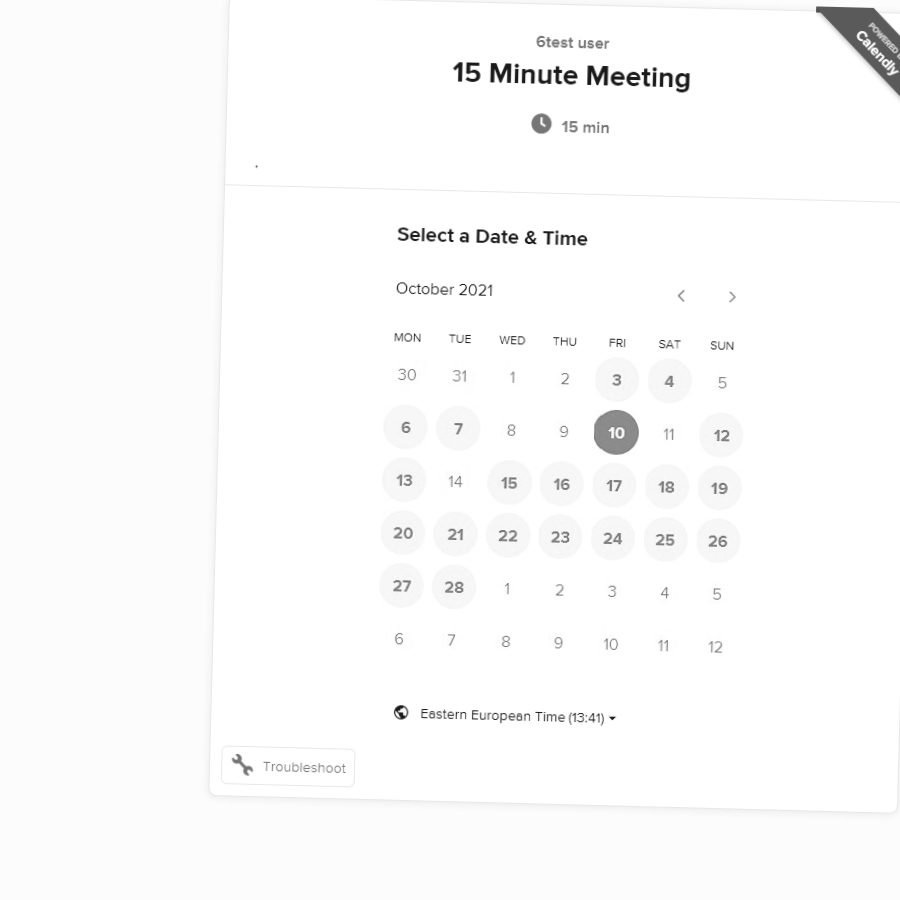 6test user
15 Minute Meeting
15 min
POWERED
Calendly
Select a Date & Time
October 2021
MON TUE WED THU FRI SAT SUN
30 31 1 2 3 4 5
6 7 8 9 10 11 12
13 14 15 16 17 18 19
20 21 22 23 24 25 26
27 28 1 2 3 4 5
6 7 8 9 10 11 12
Eastern European Time (13:41)
Troubleshoot